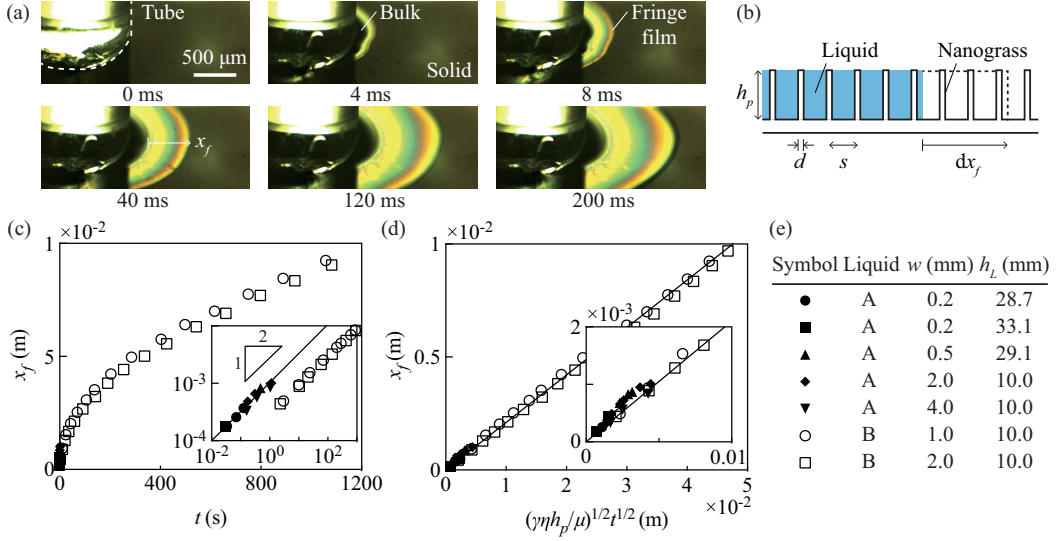 (a)
Tube
500 μm
0 ms
Bulk
Solid
4 ms
Fringe
film
8 ms
x_f
40 ms
120 ms
200 ms
(b)
Liquid
Nanograss
h_p
d
s
dx_f
(c)
×10⁻²
1
5
0
x_f (m)
0
400
800
1200
t (s)
2
1
10⁻³
10⁻⁴
10⁻²
10⁰
10²
(d)
×10⁻²
1
0.5
0
x_f (m)
0
1
2
3
4
5
×10⁻²
(γηh_p/μ)^{1/2}t^{1/2} (m)
×10⁻³
2
0
0
0.01
(e)
Symbol Liquid w (mm) h_L (mm)
● A 0.2 28.7
■ A 0.2 33.1
▲ A 0.5 29.1
◆ A 2.0 10.0
▼ A 4.0 10.0
○ B 1.0 10.0
□ B 2.0 10.0